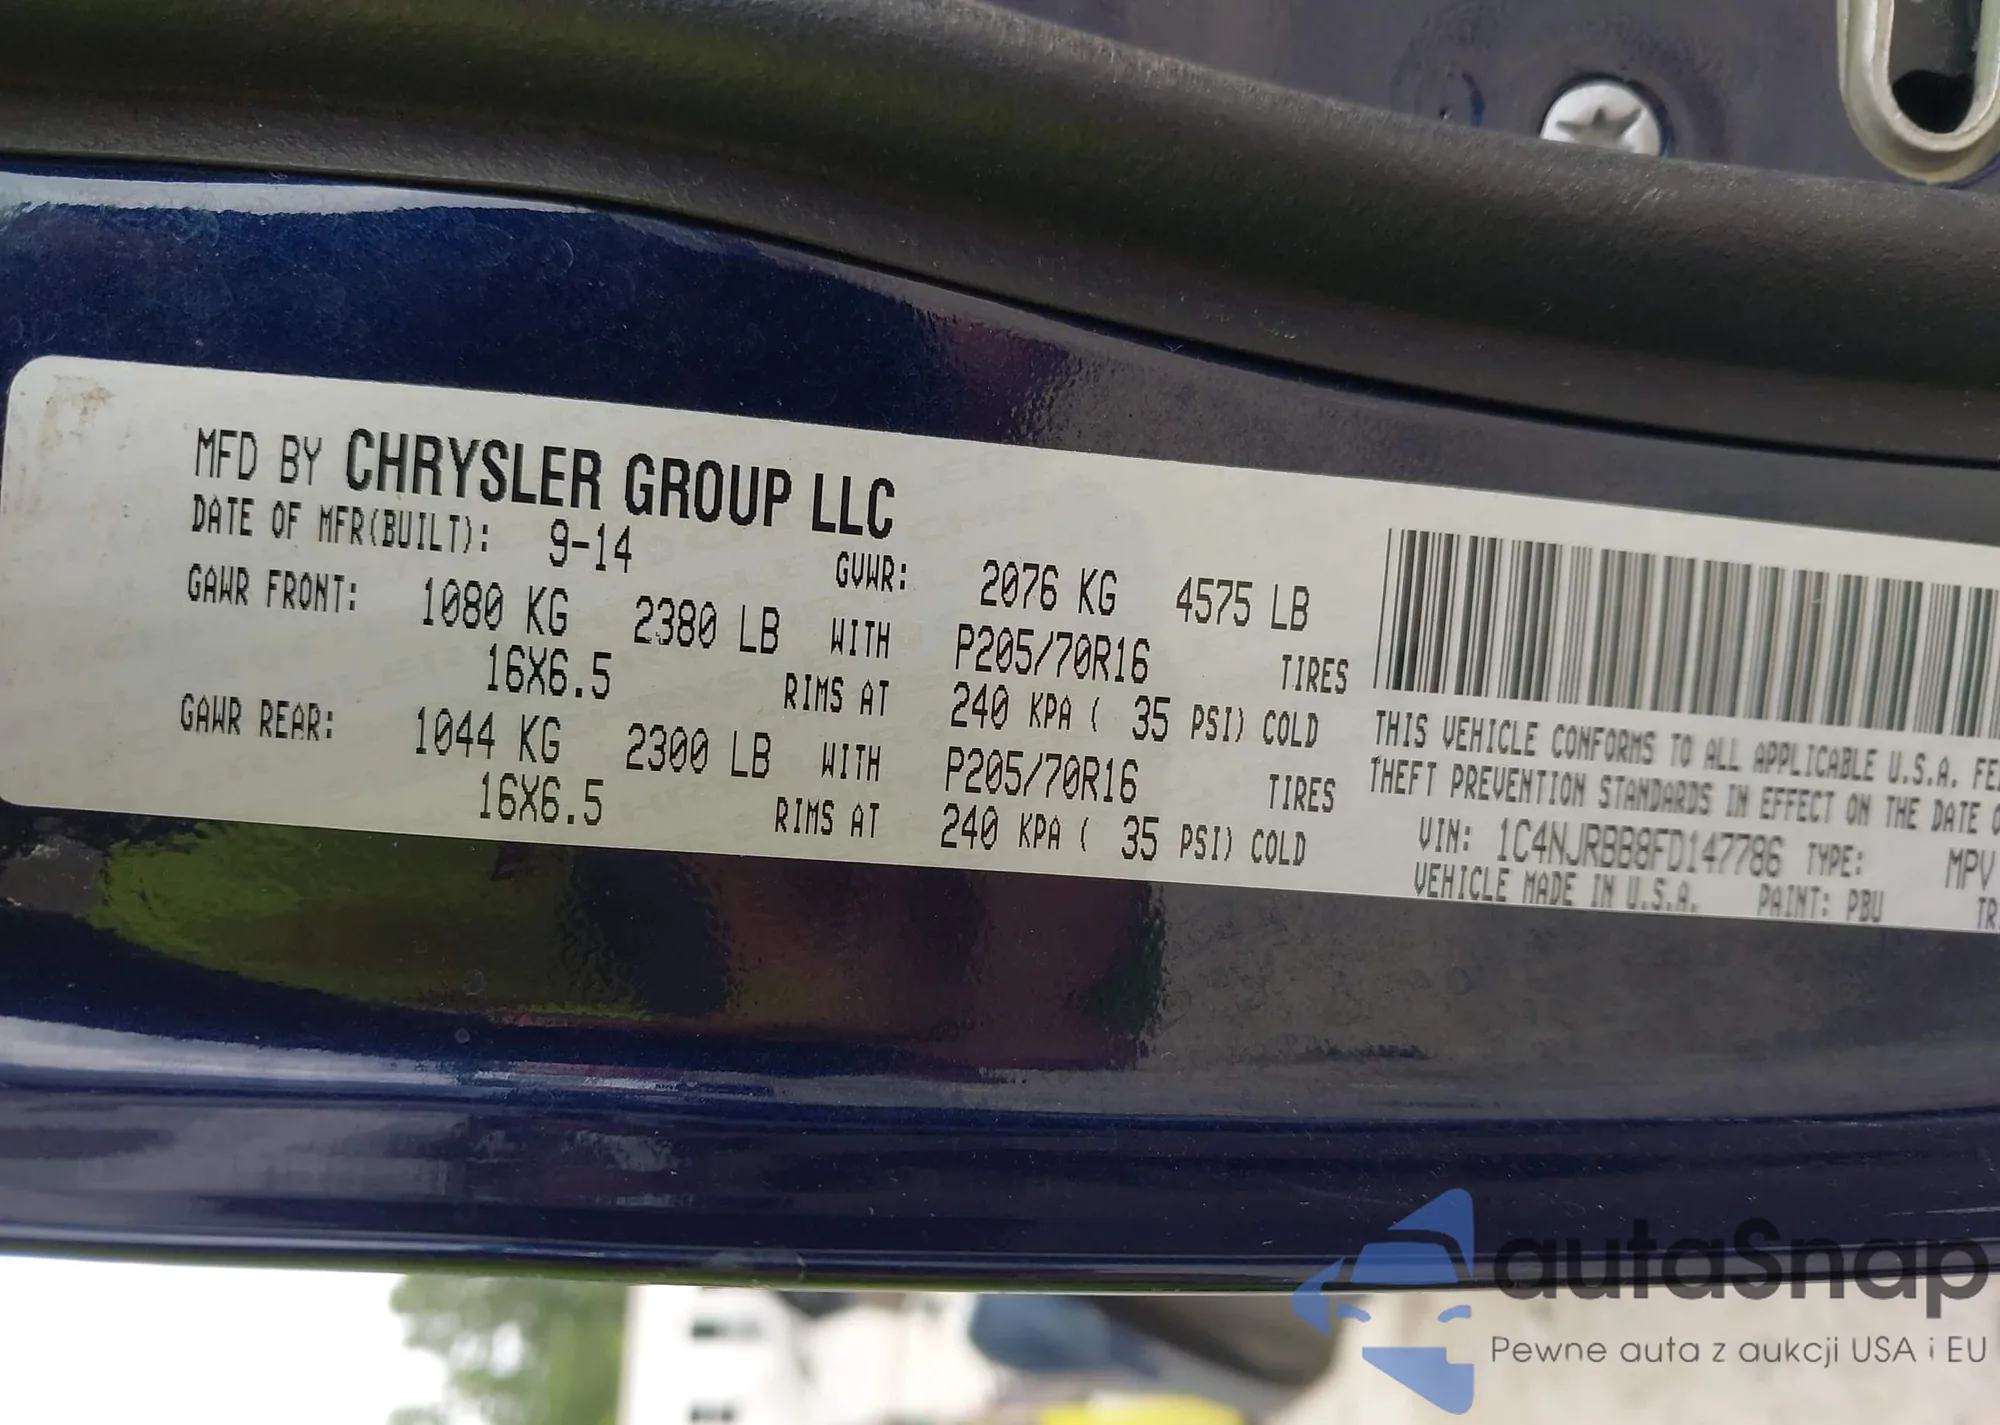 MFD BY CHRYSLER GROUP LLC
DATE OF MFR(BUILT): 9-14 GVWR: 2076 KG 4575 LB
GAWR FRONT: 1080 KG 2380 LB WITH P205/70R16 TIRES
16X6.5 RIMS AT 240 KPA ( 35 PSI) COLD
GAWR REAR: 1044 KG 2300 LB WITH P205/70R16 TIRES
16X6.5 RIMS AT 240 KPA ( 35 PSI) COLD
THIS VEHICLE CONFORMS TO ALL APPLICABLE U.S.A.
THEFT PREVENTION STANDARDS IN EFFECT ON THE DATE
VIN: 1C4NJRBB8FD147786 TYPE: MPV
VEHICLE MADE IN U.S.A. PAINT: PBU
autaSnap
Pewne auta z aukcji USA i EU